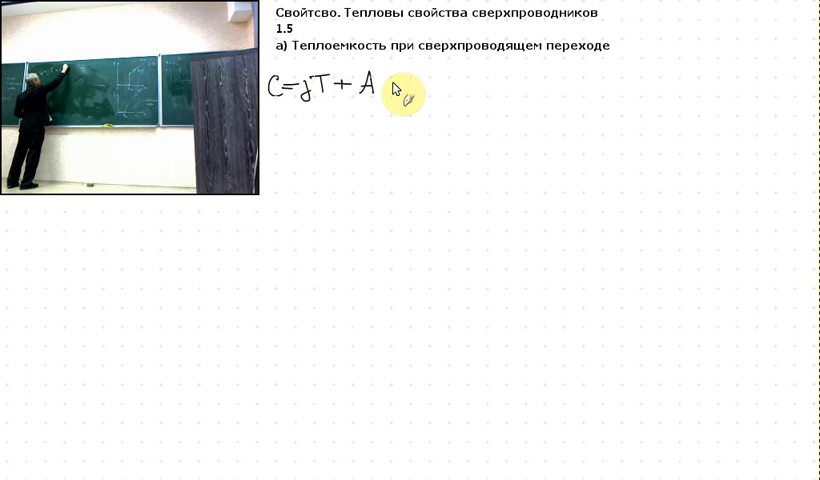 Свойтсво. Тепловы свойства сверхпроводников
1.5
а) Теплоемкость при сверхпроводящем переходе
C=γT + A